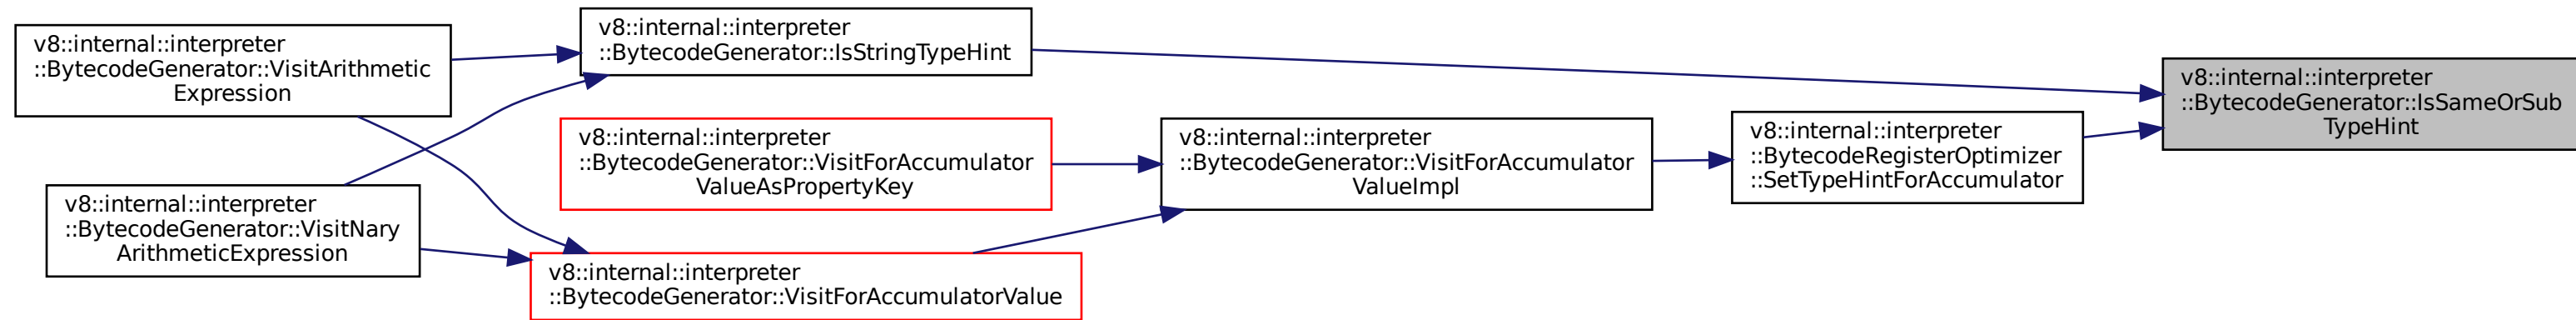 v8::internal::interpreter
::BytecodeGenerator::VisitArithmetic
Expression
v8::internal::interpreter
::BytecodeGenerator::VisitNary
ArithmeticExpression
v8::internal::interpreter
::BytecodeGenerator::IsStringTypeHint
v8::internal::interpreter
::BytecodeGenerator::VisitForAccumulator
ValueAsPropertyKey
v8::internal::interpreter
::BytecodeGenerator::VisitForAccumulatorValue
v8::internal::interpreter
::BytecodeGenerator::VisitForAccumulator
ValueImpl
v8::internal::interpreter
::BytecodeRegisterOptimizer
::SetTypeHintForAccumulator
v8::internal::interpreter
::BytecodeGenerator::IsSameOrSub
TypeHint